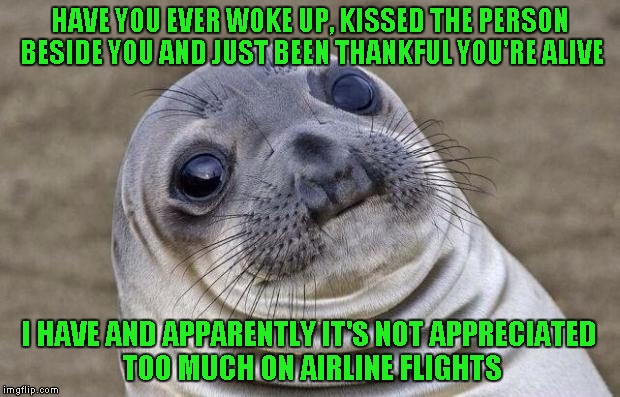 HAVE YOU EVER WOKE UP, KISSED THE PERSON
BESIDE YOU AND JUST BEEN THANKFUL YOU'RE ALIVE
I HAVE AND APPARENTLY IT'S NOT APPRECIATED
TOO MUCH ON AIRLINE FLIGHTS
imgflip.com